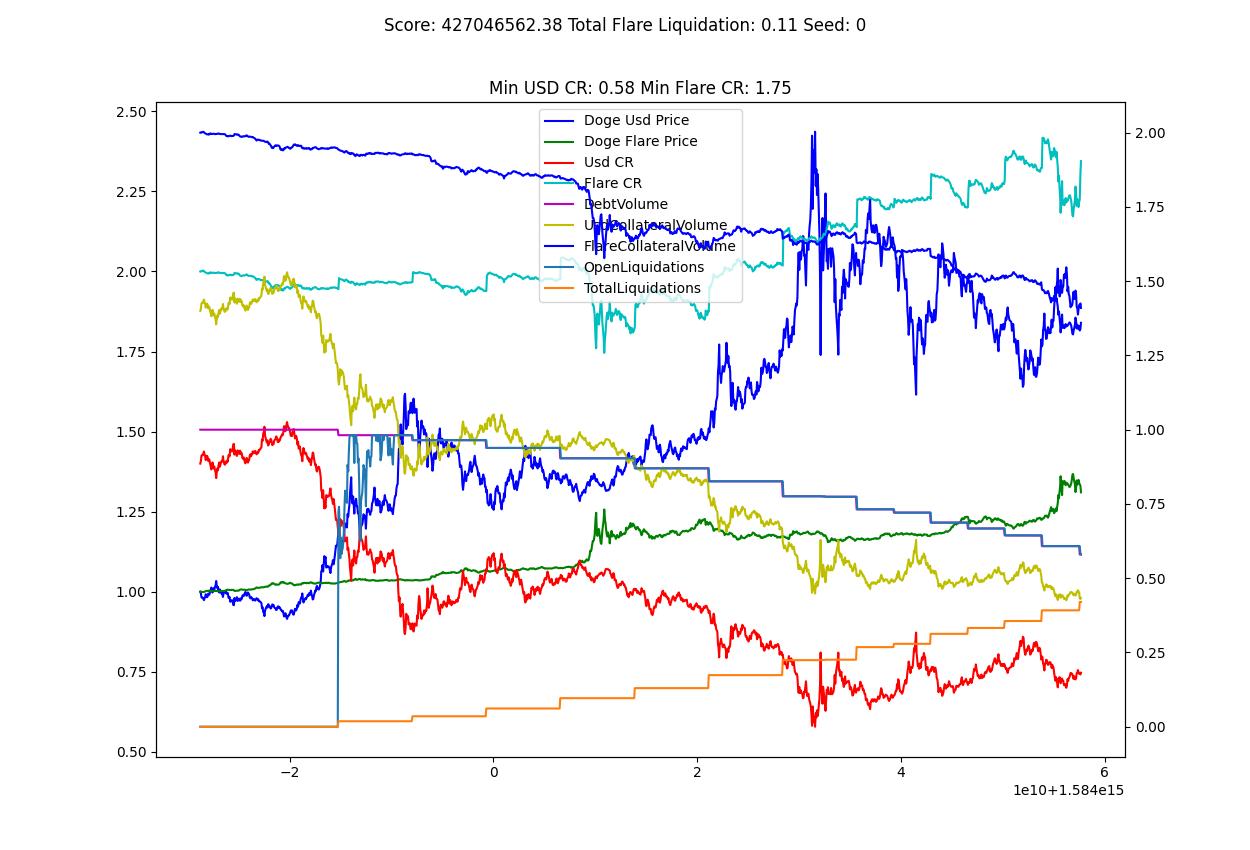 Score: 427046562.38 Total Flare Liquidation: 0.11 Seed: 0
Min USD CR: 0.58 Min Flare CR: 1.75
Doge Usd Price
Doge Flare Price
Usd CR
Flare CR
DebtVolume
UsdCollateralVolume
FlareCollateralVolume
OpenLiquidations
TotalLiquidations
2.50
2.25
2.00
1.75
1.50
1.25
1.00
0.75
0.50
2.00
1.75
1.50
1.25
1.00
0.75
0.50
0.25
0.00
−2
0
2
4
6
1e10+1.584e15